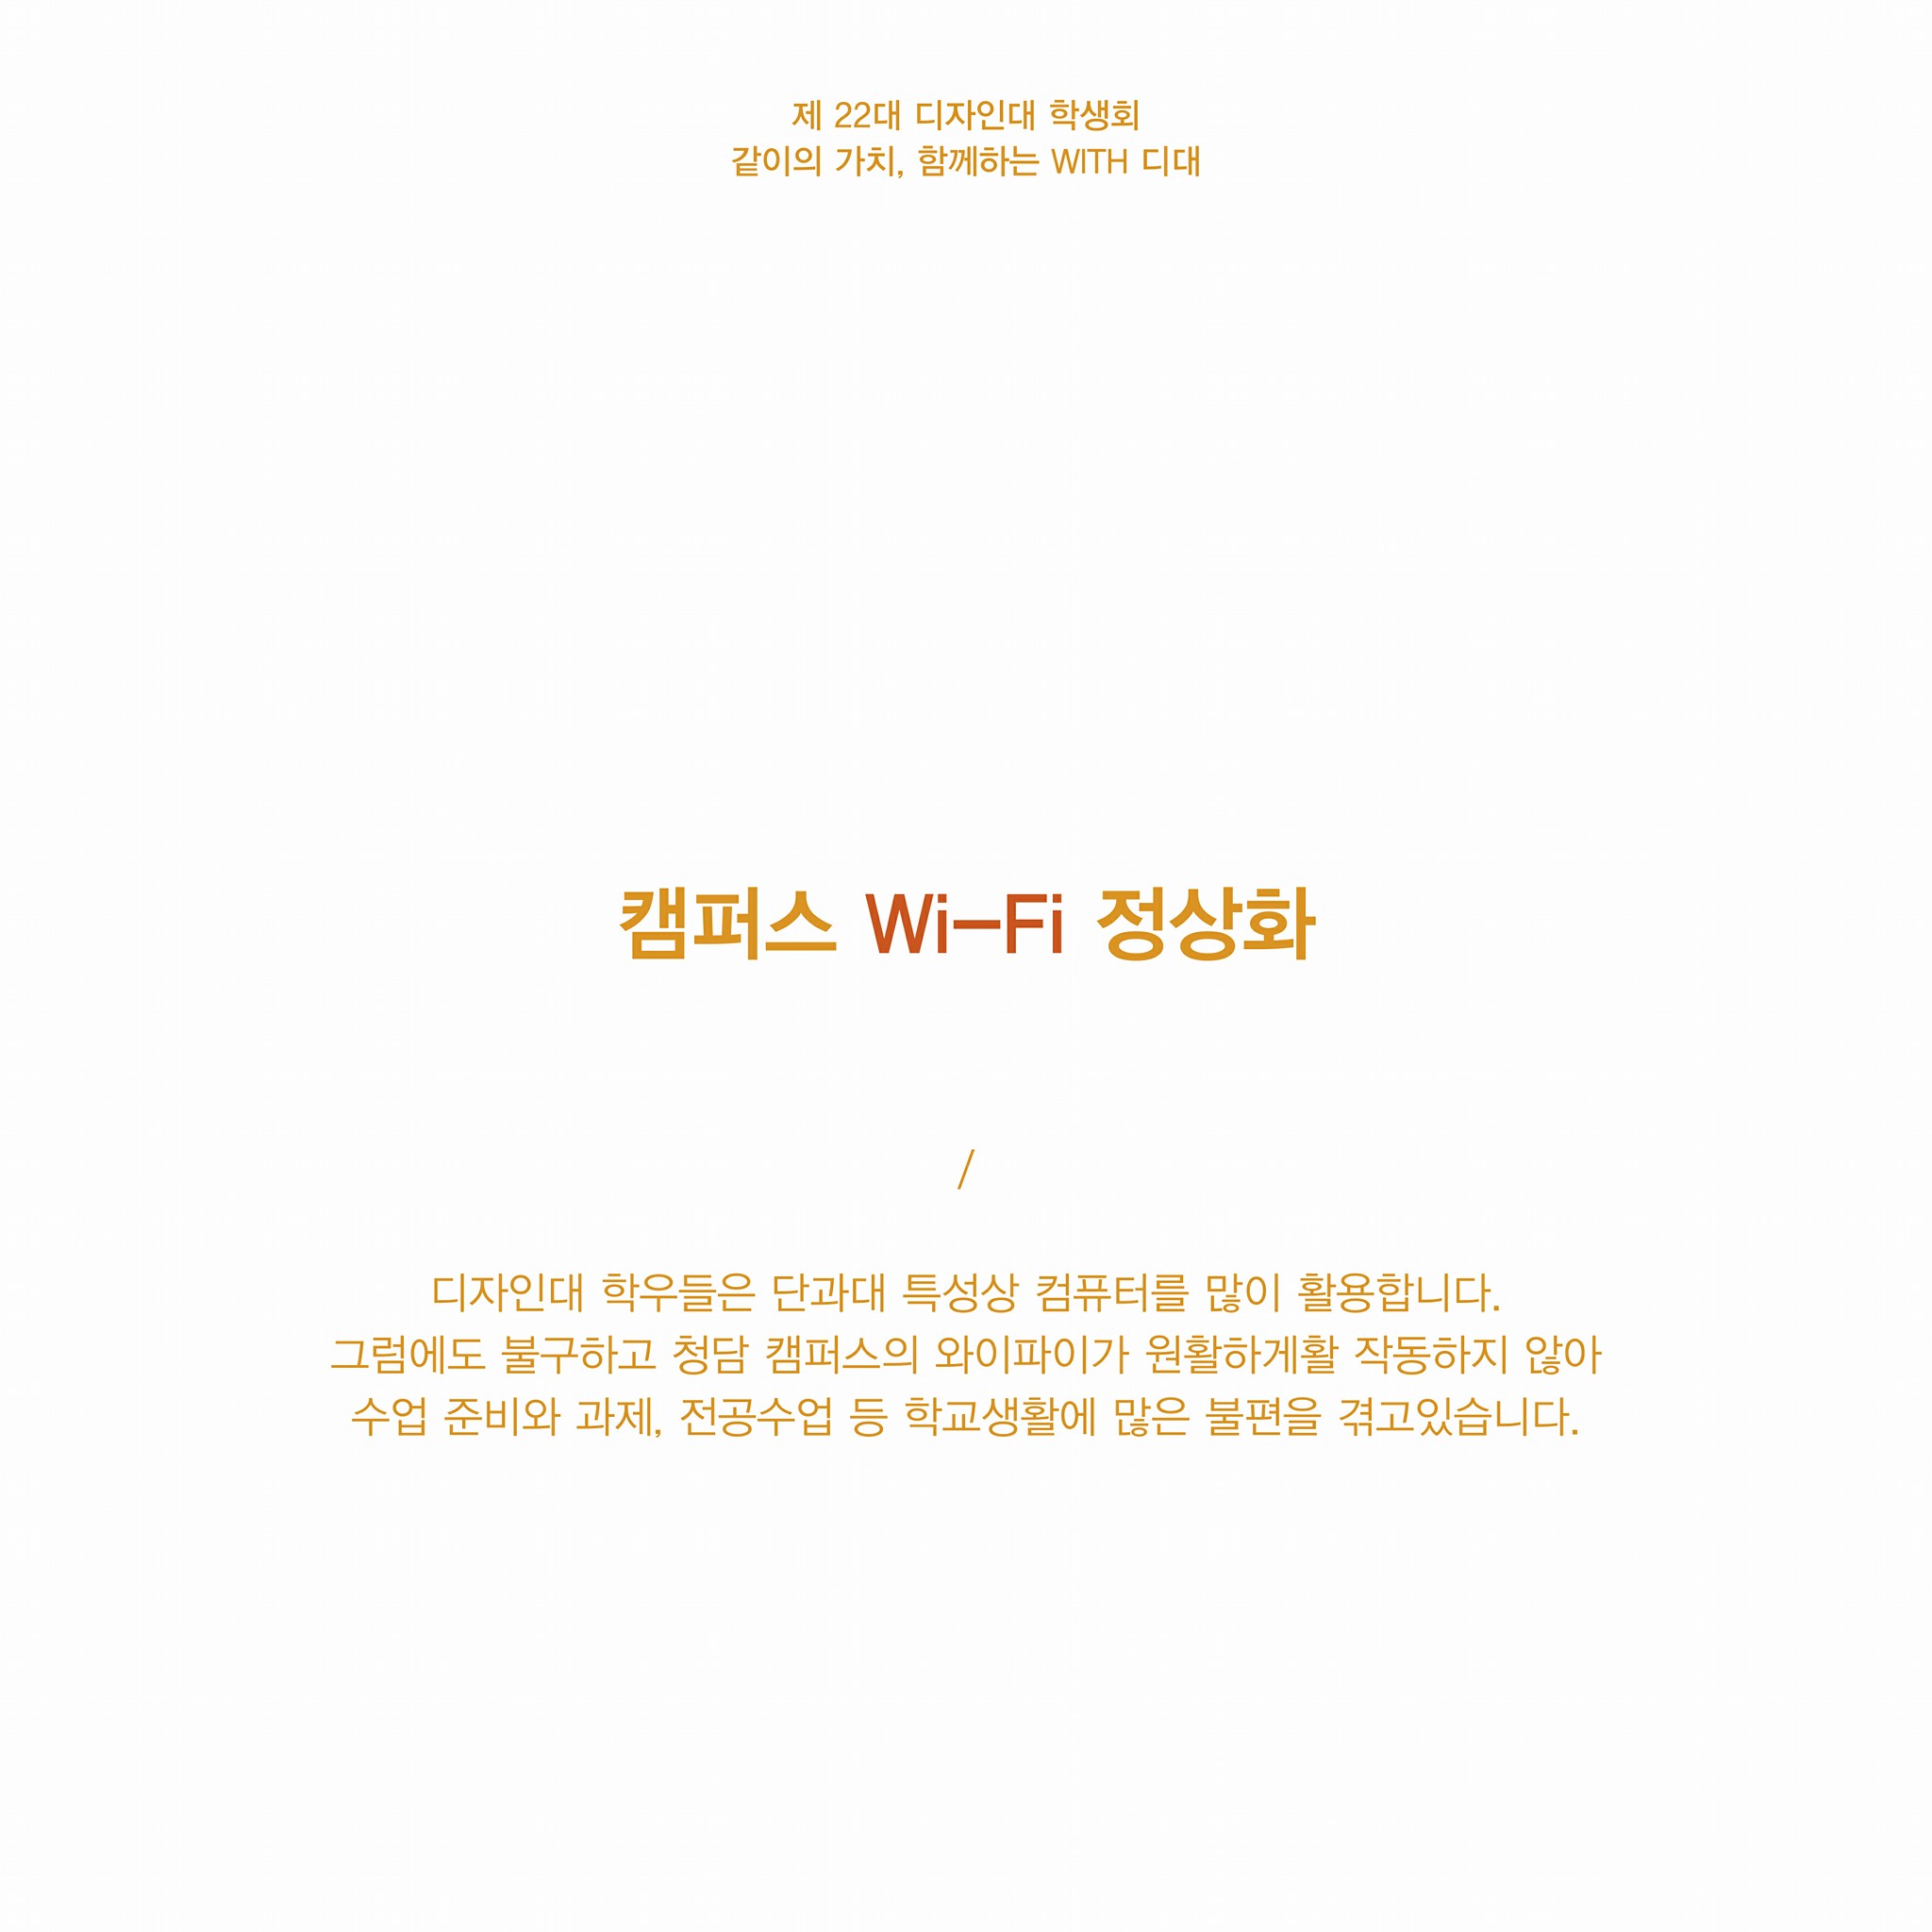 제 22대 디자인대 학생회
같이의 가치, 함께하는 WITH 디대
캠퍼스 Wi-Fi 정상화
/
디자인대 학우들은 단과대 특성상 컴퓨터를 많이 활용합니다.
그럼에도 불구하고 청담 캠퍼스의 와이파이가 원활하게활 작동하지 않아
수업 준비와 과제, 전공수업 등 학교생활에 많은 불편을 겪고있습니다.